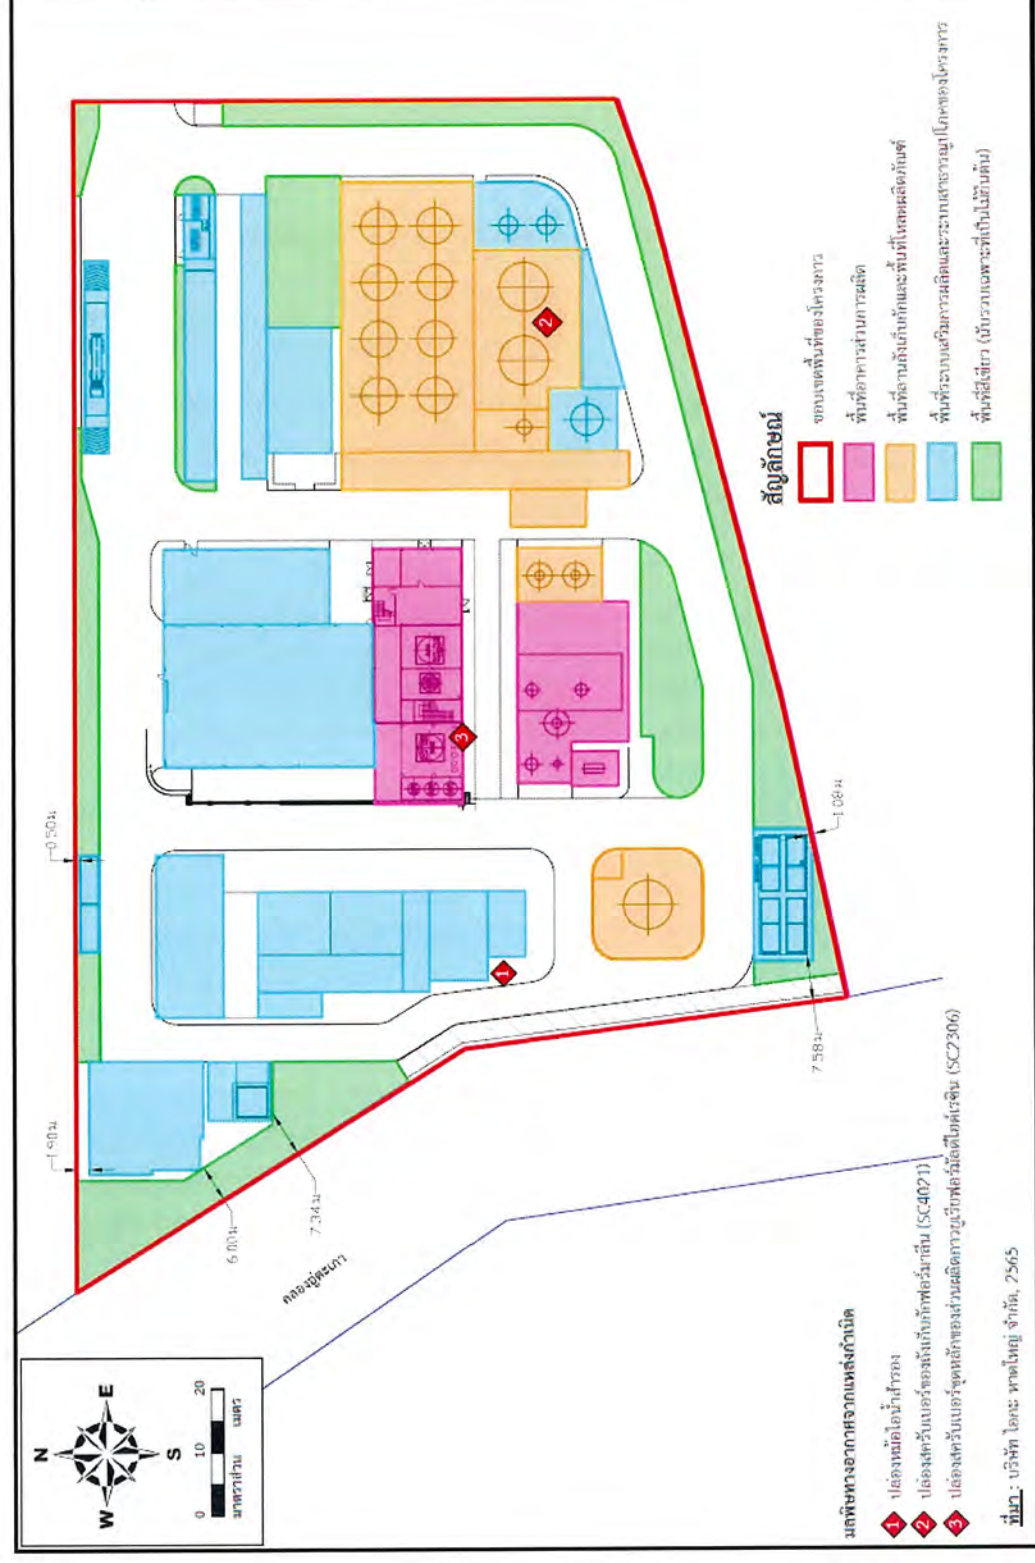 N
W
E
S
0 10 20
มาตราส่วน เมตร
1.90ม
0.50ม
6.00ม
7.34ม
7.58ม
1.08ม
คลองอู่ตะเภา
1
2
3
มลพิษทางอากาศจากแหล่งกำเนิด
1 ปล่องหม้อไอน้ำสำรอง
2 ปล่องสครับเบอร์ของถังเก็บกักฟอร์มาลีน (SC4021)
3 ปล่องสครับเบอร์ชุดหลักของส่วนผลิตกาวยูเรียฟอร์มัลดีไฮด์เรซิน (SC2306)
ที่มา : บริษัท ไอกะ หาดใหญ่ จำกัด, 2565
สัญลักษณ์
ขอบเขตพื้นที่ของโครงการ
พื้นที่อาคารส่วนการผลิต
พื้นที่ลานถังเก็บกักและพื้นที่โหลดผลิตภัณฑ์
พื้นที่ระบบเสริมการผลิตและระบบสาธารณูปโภคของโครงการ
พื้นที่สีเขียว (นับรวมเฉพาะที่เป็นไม้ยืนต้น)